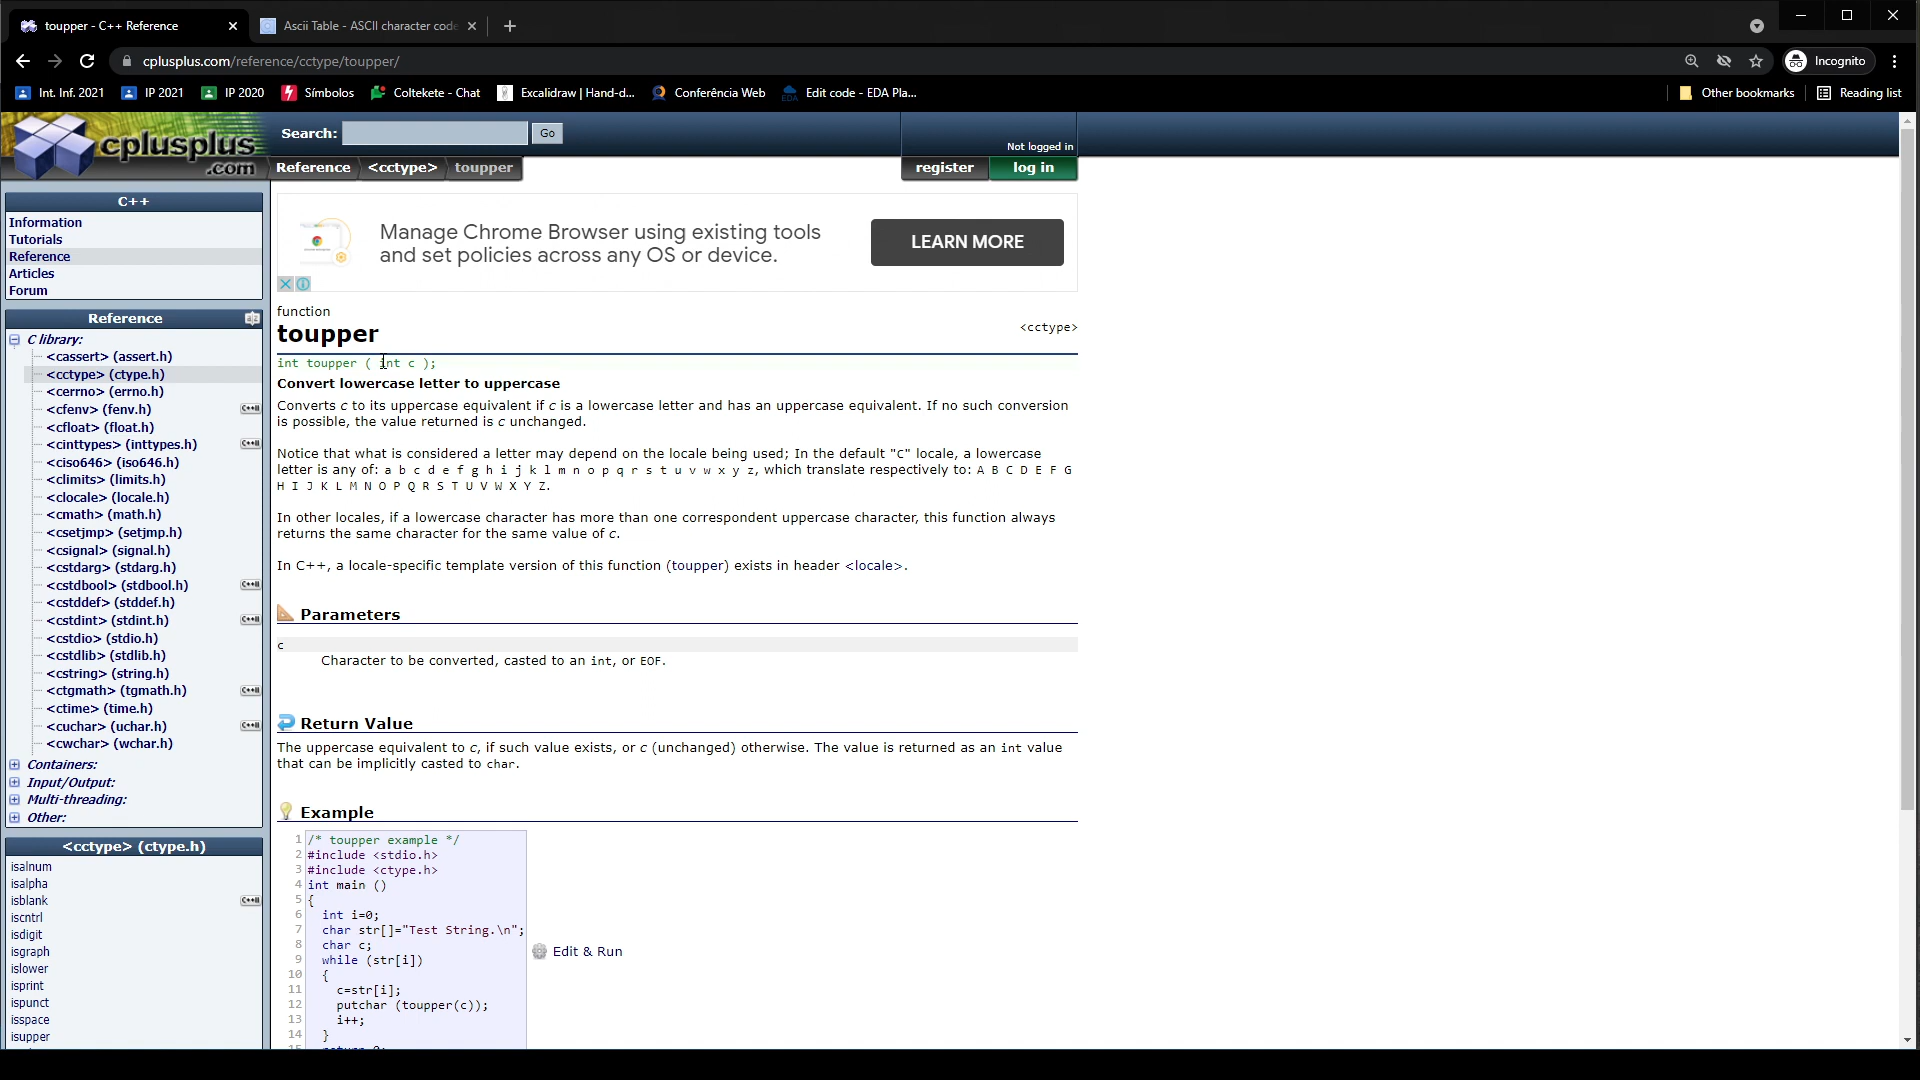 toupper - C++ Reference
Ascii Table - ASCII character code
cplusplus.com/reference/cctype/toupper/
Incognito
Int. Inf. 2021
IP 2021
IP 2020
Símbolos
Coltekete - Chat
Excalidraw | Hand-d...
Conferência Web
EDA
Edit code - EDA Pla...
Other bookmarks
Reading list
cplusplus
.com
Search:
Go
Not logged in
Reference
<cctype>
toupper
register
log in
C++
Information
Tutorials
Reference
Articles
Forum
Reference
C library:
<cassert> (assert.h)
<cctype> (ctype.h)
<cerrno> (errno.h)
<cfenv> (fenv.h)
<cfloat> (float.h)
<cinttypes> (inttypes.h)
<ciso646> (iso646.h)
<climits> (limits.h)
<clocale> (locale.h)
<cmath> (math.h)
<csetjmp> (setjmp.h)
<csignal> (signal.h)
<cstdarg> (stdarg.h)
<cstdbool> (stdbool.h)
<cstddef> (stddef.h)
<cstdint> (stdint.h)
<cstdio> (stdio.h)
<cstdlib> (stdlib.h)
<cstring> (string.h)
<ctgmath> (tgmath.h)
<ctime> (time.h)
<cuchar> (uchar.h)
<cwchar> (wchar.h)
Containers:
Input/Output:
Multi-threading:
Other:
<cctype> (ctype.h)
isalnum
isalpha
isblank
iscntrl
isdigit
isgraph
islower
isprint
ispunct
isspace
isupper
Manage Chrome Browser using existing tools
and set policies across any OS or device.
LEARN MORE
function
toupper
<cctype>
int toupper ( int c );
Convert lowercase letter to uppercase
Converts c to its uppercase equivalent if c is a lowercase letter and has an uppercase equivalent. If no such conversion
is possible, the value returned is c unchanged.
Notice that what is considered a letter may depend on the locale being used; In the default "C" locale, a lowercase
letter is any of: a b c d e f g h i j k l m n o p q r s t u v w x y z, which translate respectively to: A B C D E F G
H I J K L M N O P Q R S T U V W X Y Z.
In other locales, if a lowercase character has more than one correspondent uppercase character, this function always
returns the same character for the same value of c.
In C++, a locale-specific template version of this function (toupper) exists in header <locale>.
Parameters
c
Character to be converted, casted to an int, or EOF.
Return Value
The uppercase equivalent to c, if such value exists, or c (unchanged) otherwise. The value is returned as an int value
that can be implicitly casted to char.
Example
1 /* toupper example */
2 #include <stdio.h>
3 #include <ctype.h>
4 int main ()
5 {
6 int i=0;
7 char str[]="Test String.\n";
8 char c;
9 while (str[i])
10 {
11 c=str[i];
12 putchar (toupper(c));
13 i++;
14 }
Edit & Run